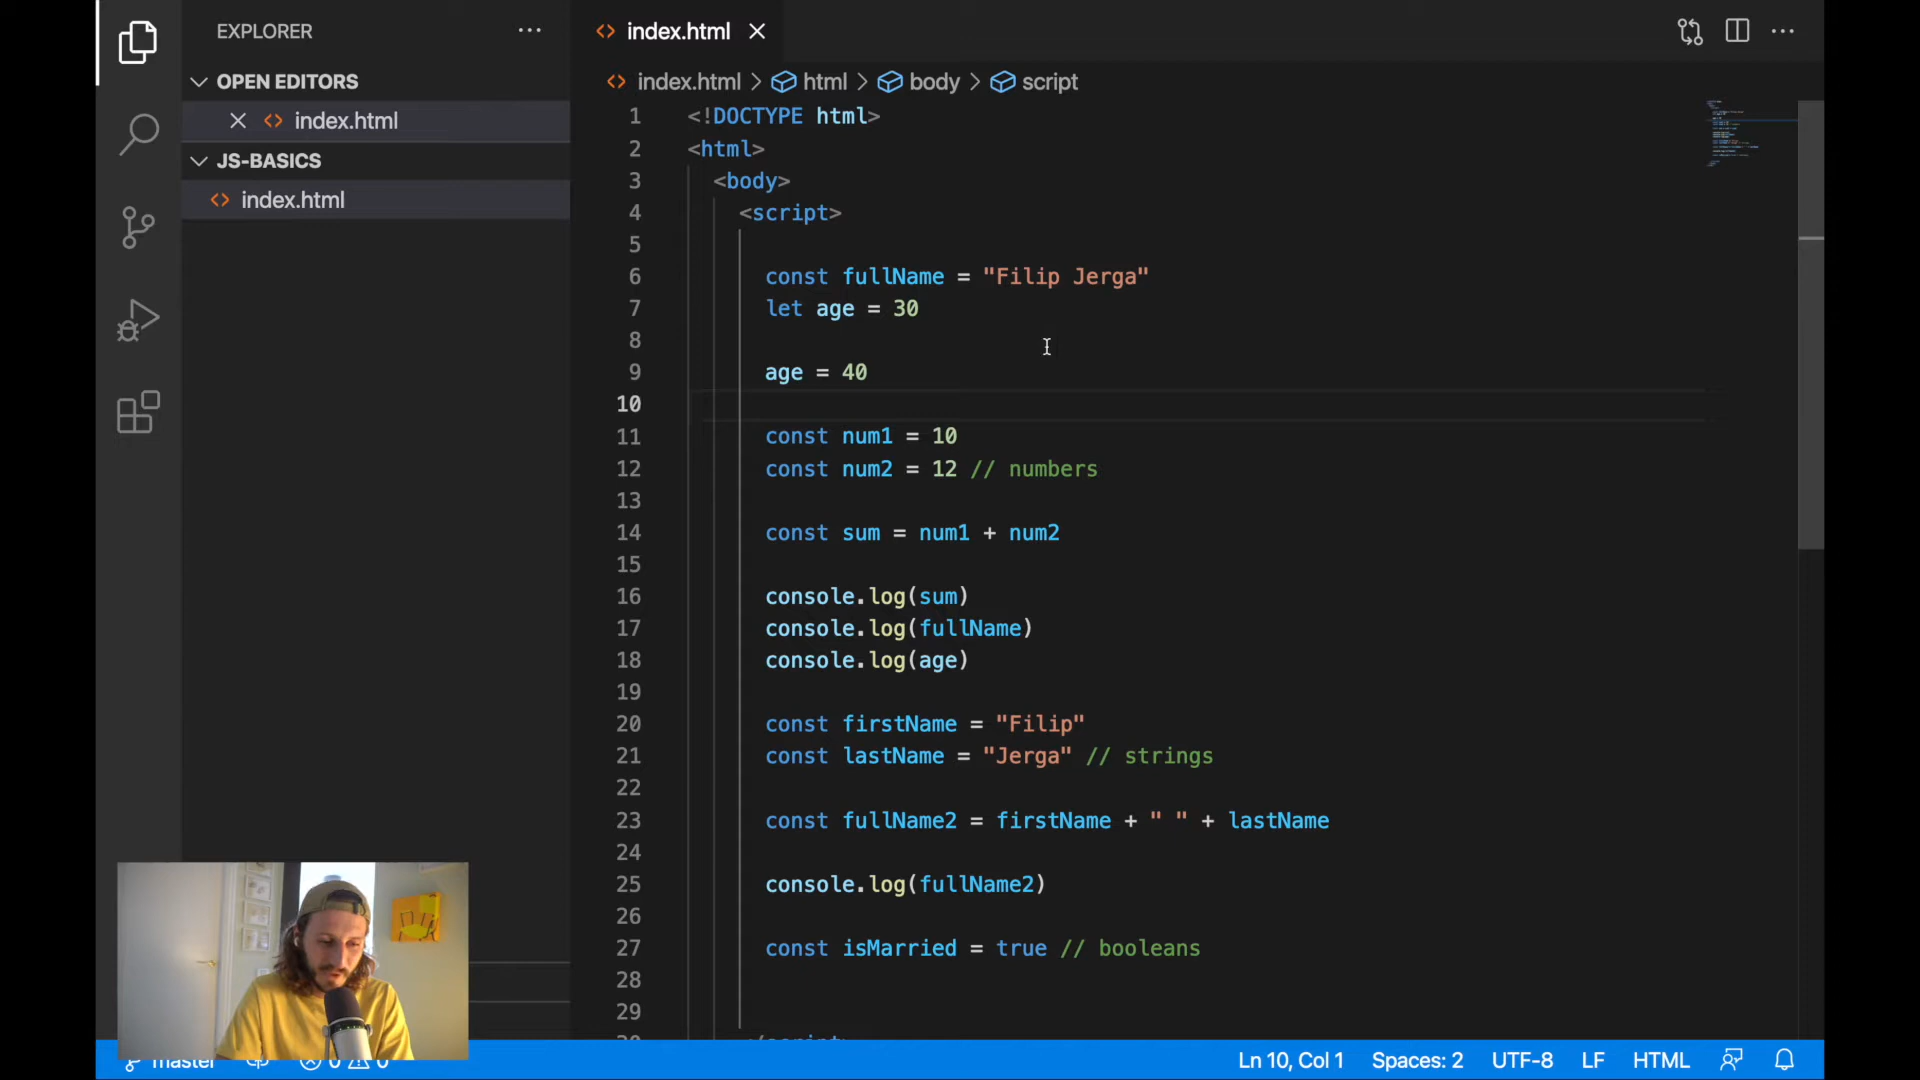 EXPLORER
index.html
OPEN EDITORS
index.html
JS-BASICS
index.html
index.html > html > body > script
1 <!DOCTYPE html>
2 <html>
3 <body>
4 <script>
5
6 const fullName = "Filip Jerga"
7 let age = 30
8
9 age = 40
10
11 const num1 = 10
12 const num2 = 12 // numbers
13
14 const sum = num1 + num2
15
16 console.log(sum)
17 console.log(fullName)
18 console.log(age)
19
20 const firstName = "Filip"
21 const lastName = "Jerga" // strings
22
23 const fullName2 = firstName + " " + lastName
24
25 console.log(fullName2)
26
27 const isMarried = true // booleans
28
29
master 0 0 Ln 10, Col 1 Spaces: 2 UTF-8 LF HTML